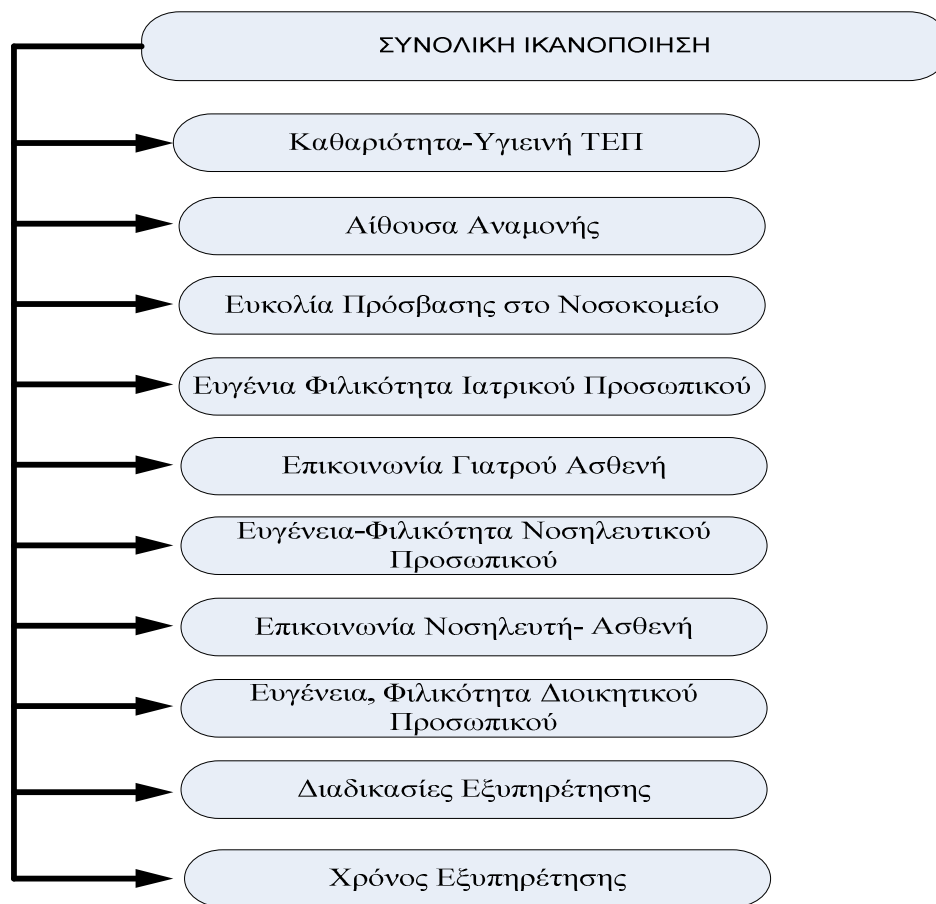 ΣΥΝΟΛΙΚΗ ΙΚΑΝΟΠΟΙΗΣΗ
Καθαριότητα-Υγιεινή ΤΕΠ
Αίθουσα Αναμονής
Ευκολία Πρόσβασης στο Νοσοκομείο
Ευγένια Φιλικότητα Ιατρικού Προσωπικού
Επικοινωνία Γιατρού Ασθενή
Ευγένεια-Φιλικότητα Νοσηλευτικού
Προσωπικού
Επικοινωνία Νοσηλευτή- Ασθενή
Ευγένεια, Φιλικότητα Διοικητικού
Προσωπικού
Διαδικασίες Εξυπηρέτησης
Χρόνος Εξυπηρέτησης